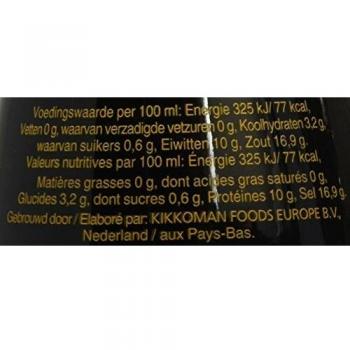 Voedingswaarde per 100 ml: Energie 325 kJ/ 77 kcal,
Vetten 0 g, waarvan verzadigde vetzuren 0 g, Koolhydraten 3,2 g,
waarvan suikers 0,6 g, Eiwitten 10 g, Zout 16,9 g.
Valeurs nutritives par 100 ml: Énergie 325 kJ/ 77 kcal,
Matières grasses 0 g, dont acides gras saturés 0 g,
Glucides 3,2 g, dont sucres 0,6 g, Protéines 10 g, Sel 16,9 g.
Gebrouwd door/ Elaboré par: KIKKOMAN FOODS EUROPE B.V.,
Nederland / aux Pays-Bas.